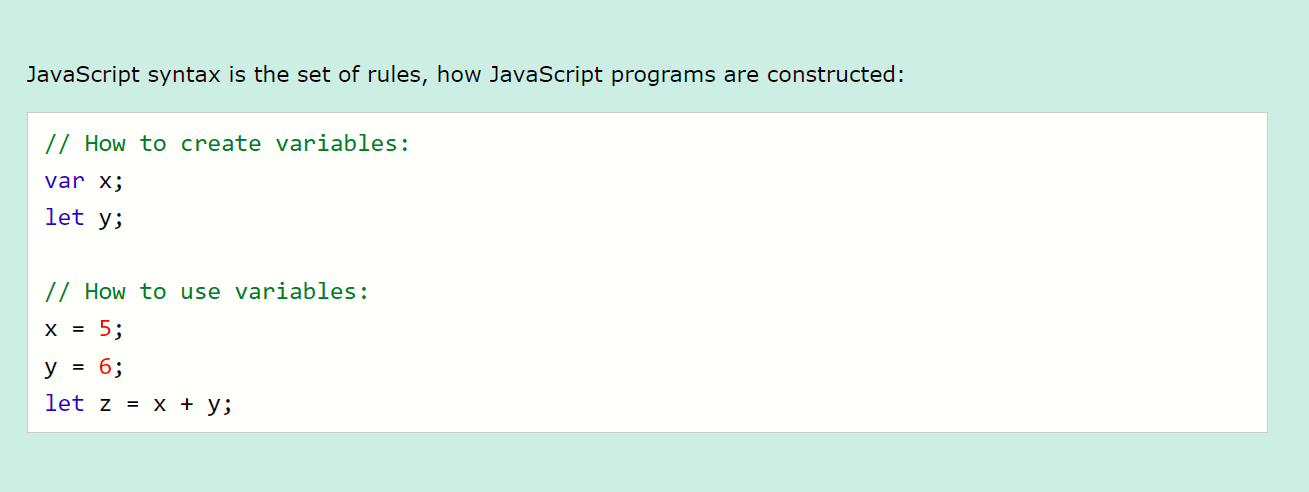 JavaScript syntax is the set of rules, how JavaScript programs are constructed:
// How to create variables:
var x;
let y;
// How to use variables:
x = 5;
y = 6;
let z = x + y;